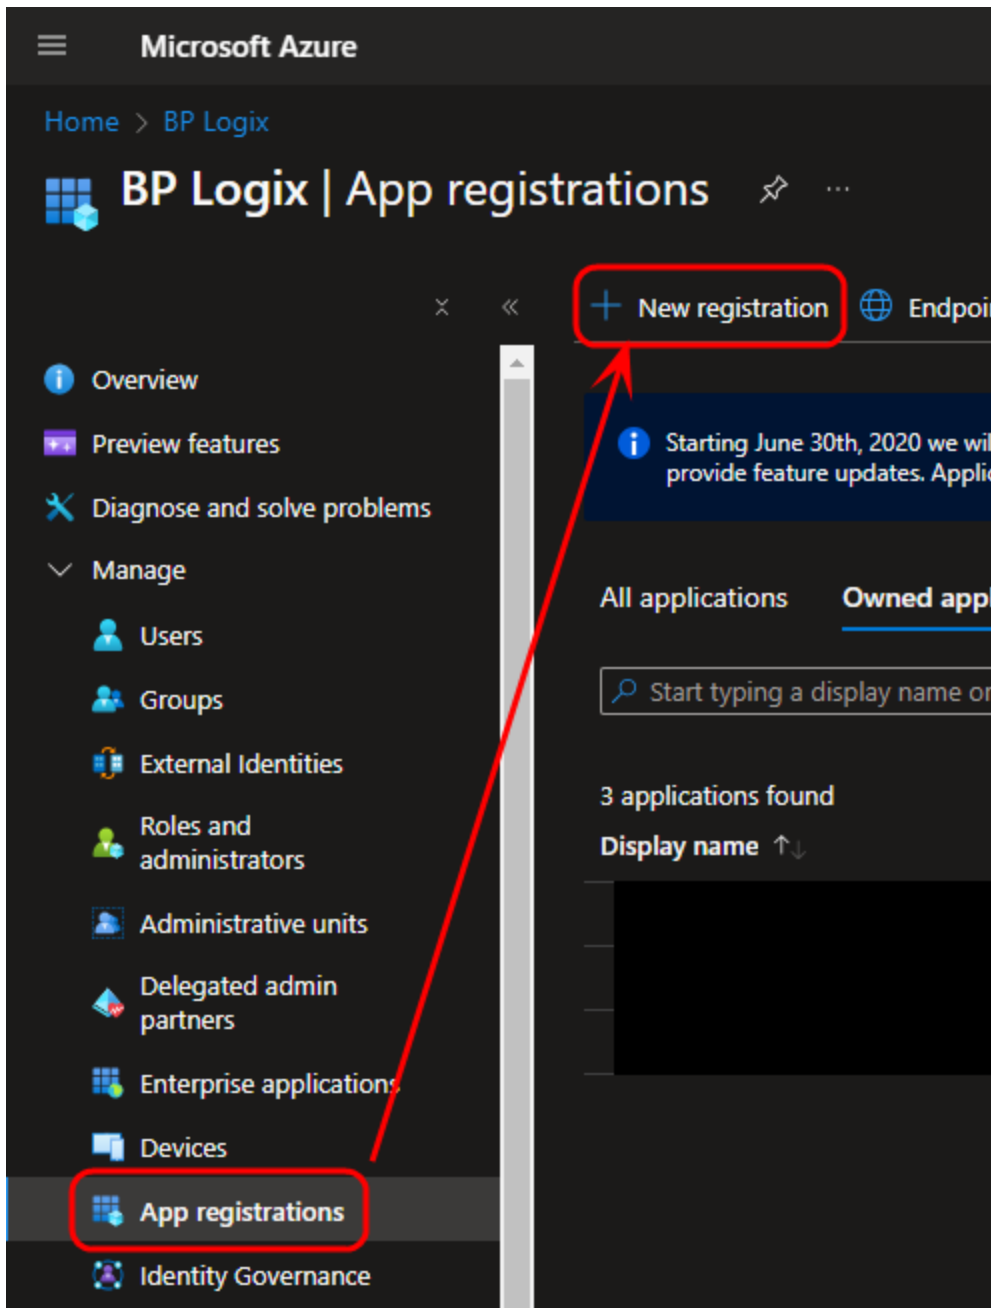 Microsoft Azure
Home > BP Logix
BP Logix | App registrations
New registration
Overview
Preview features
Diagnose and solve problems
Manage
Users
Groups
External Identities
Roles and
administrators
Administrative units
Delegated admin
partners
Enterprise applications
Devices
App registrations
Identity Governance
Starting June 30th, 2020 we
provide feature updates.
All applications
Owned
Start typing a display name or
3 applications found
Display name